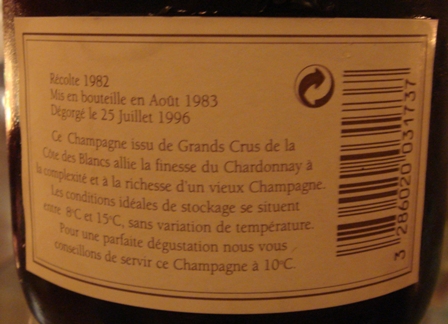 Récolte 1982
Mis en bouteille en Août 1983
Dégorgé le 25 Juillet 1996
Ce Champagne issu de Grands Crus de la
Côte des Blancs allie la finesse du Chardonnay à
la complexité et à la richesse d'un vieux Champagne.
Les conditions idéales de stockage se situent
entre 8°C et 15°C, sans variation de température.
Pour une parfaite dégustation nous vous
conseillons de servir ce Champagne à 10°C.
3 286020 031737